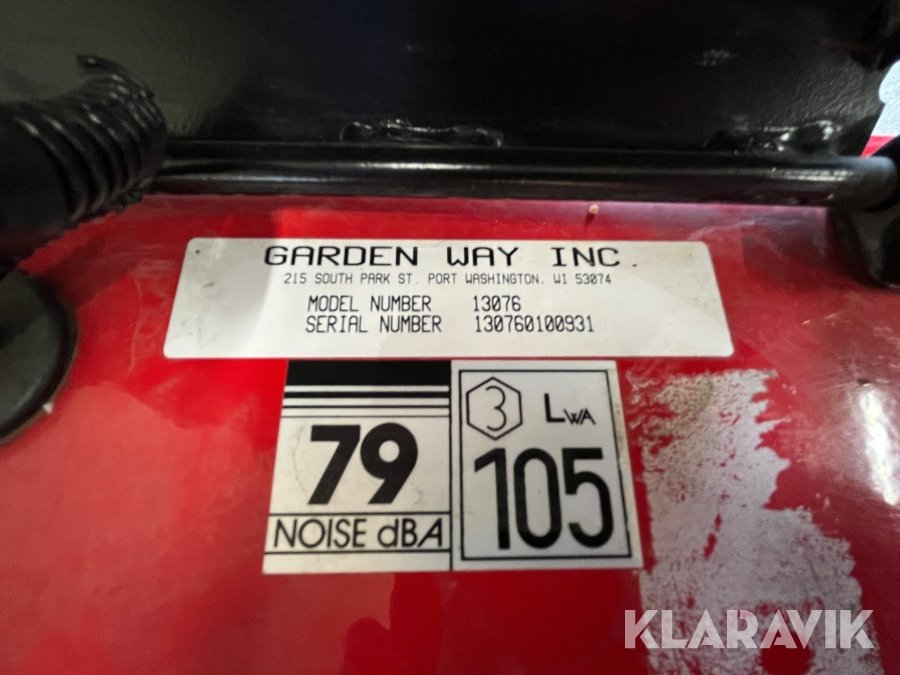 GARDEN WAY INC.
215 SOUTH PARK ST. PORT WASHINGTON. WI 53074
MODEL NUMBER 13076
SERIAL NUMBER 130760100931
79
NOISE dBA
3 LWA
105
KLARAVIK